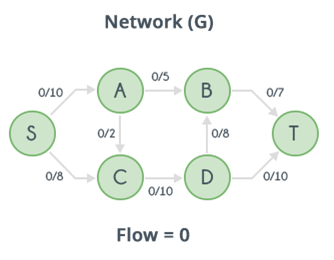 Network (G)
0/10
A
0/5
B
0/7
S
0/2
0/8
T
0/8
C
0/10
D
0/10
Flow = 0